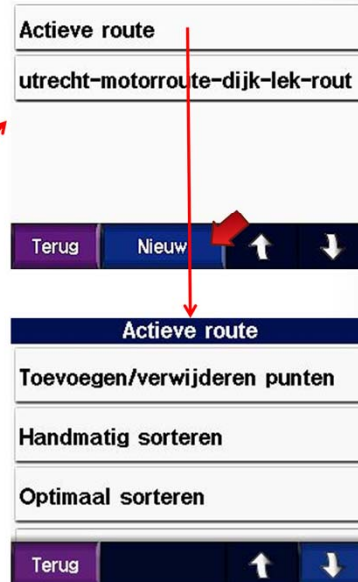 Actieve route
utrecht-motorroute-dijk-lek-rout
Terug Nieuw
Actieve route
Toevoegen/verwijderen punten
Handmatig sorteren
Optimaal sorteren
Terug